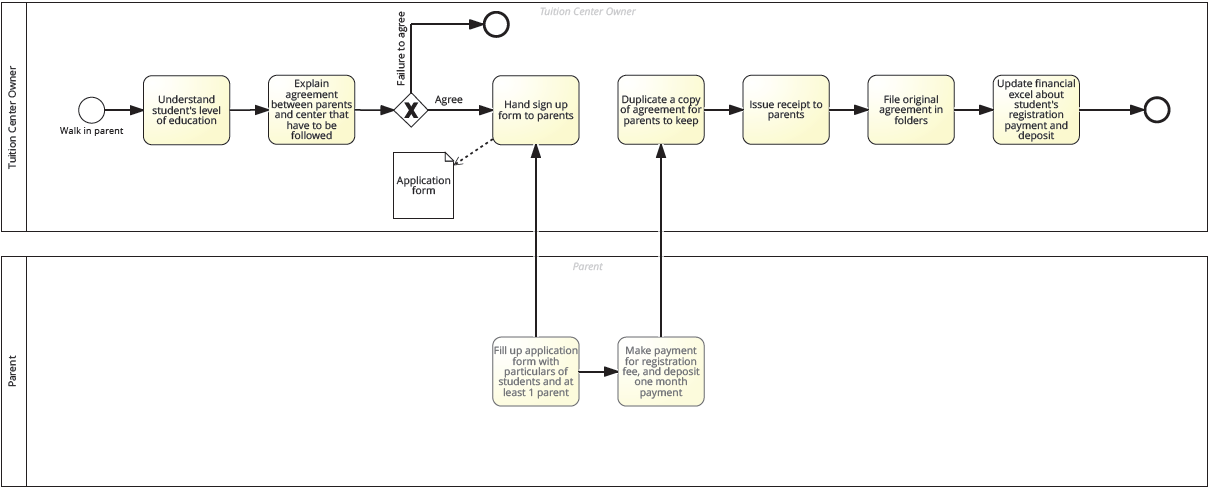 Tuition Center Owner
Tuition Center Owner
Walk in parent
Understand
student's level
of education
Explain
agreement
between parents
and center that
have to be
followed
Failure to agree
X
Agree
Hand sign up
form to parents
Application
form
Duplicate a copy
of agreement for
parents to keep
Issue receipt to
parents
File original
agreement in
folders
Update financial
excel about
student's
registration
payment and
deposit
Parent
Parent
Fill up application
form with
particulars of
students and at
least 1 parent
Make payment
for registration
fee, and deposit
one month
payment